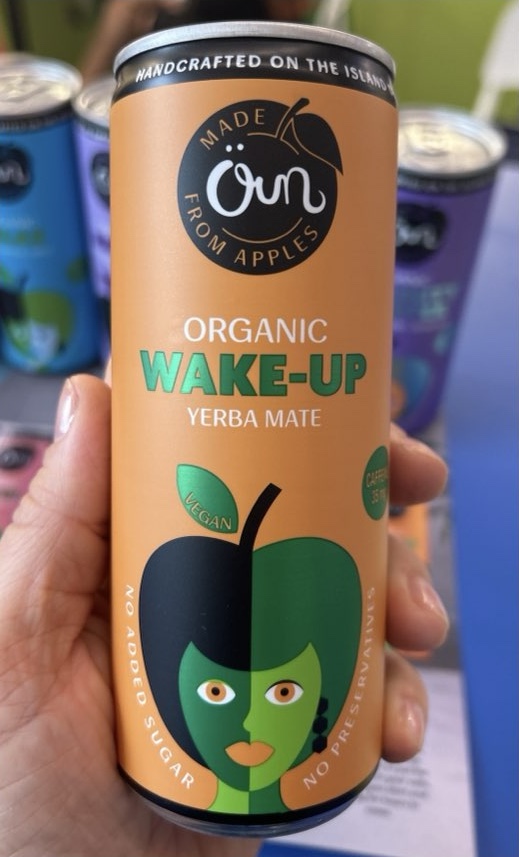 HANDCRAFTED ON THE ISLAND
MADE
Öun
FROM APPLES
ORGANIC
WAKE-UP
YERBA MATE
VEGAN
NO ADDED SUGAR
NO PRESERVATIVES